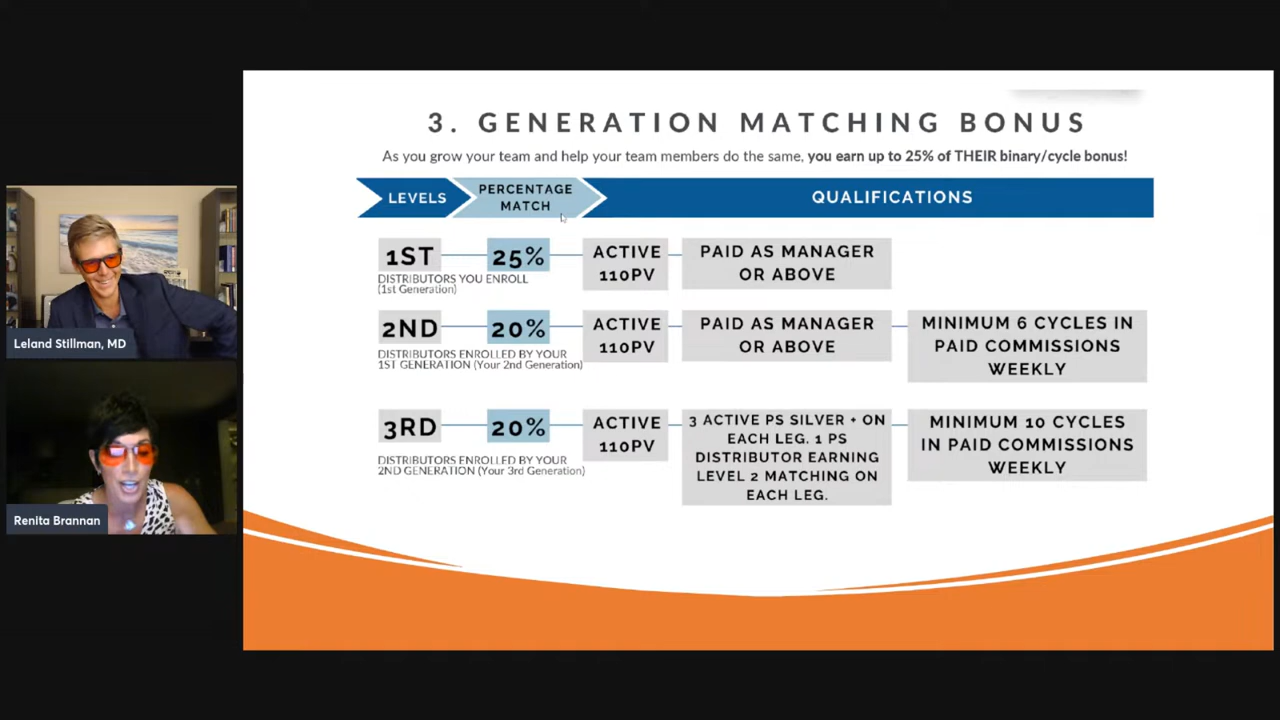 3. GENERATION MATCHING BONUS
As you grow your team and help your team members do the same, you earn up to 25% of THEIR binary/cycle bonus!
LEVELS
PERCENTAGE
MATCH
QUALIFICATIONS
1ST
25%
ACTIVE
110PV
PAID AS MANAGER
OR ABOVE
DISTRIBUTORS YOU ENROLL
(1st Generation)
2ND
20%
ACTIVE
110PV
PAID AS MANAGER
OR ABOVE
MINIMUM 6 CYCLES IN
PAID COMMISSIONS
WEEKLY
DISTRIBUTORS ENROLLED BY YOUR
1ST GENERATION (Your 2nd Generation)
3RD
20%
ACTIVE
110PV
3 ACTIVE PS SILVER + ON
EACH LEG. 1 PS
DISTRIBUTOR EARNING
LEVEL 2 MATCHING ON
EACH LEG.
MINIMUM 10 CYCLES
IN PAID COMMISSIONS
WEEKLY
DISTRIBUTORS ENROLLED BY YOUR
2ND GENERATION (Your 3rd Generation)
Leland Stillman, MD
Renita Brannan